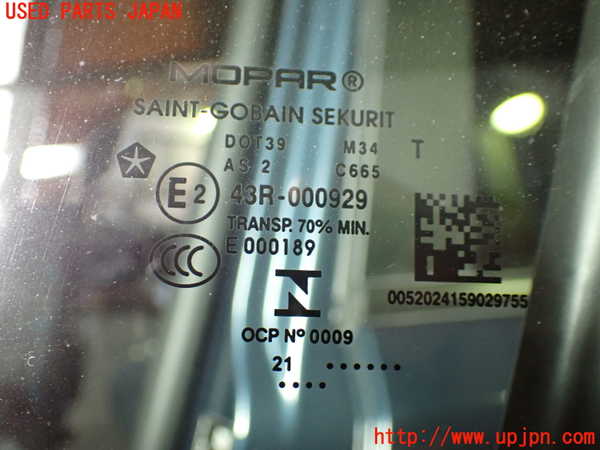 USED PARTS JAPAN
MOPAR®
SAINT-GOBAIN SEKURIT
DOT39 M34 T
AS 2 C665
E2 43R-000929
TRANSP. 70% MIN.
CCC E 000189
N
0052024159029755
OCP Nº 0009
21 ......
....
http://www.upjpn.com/